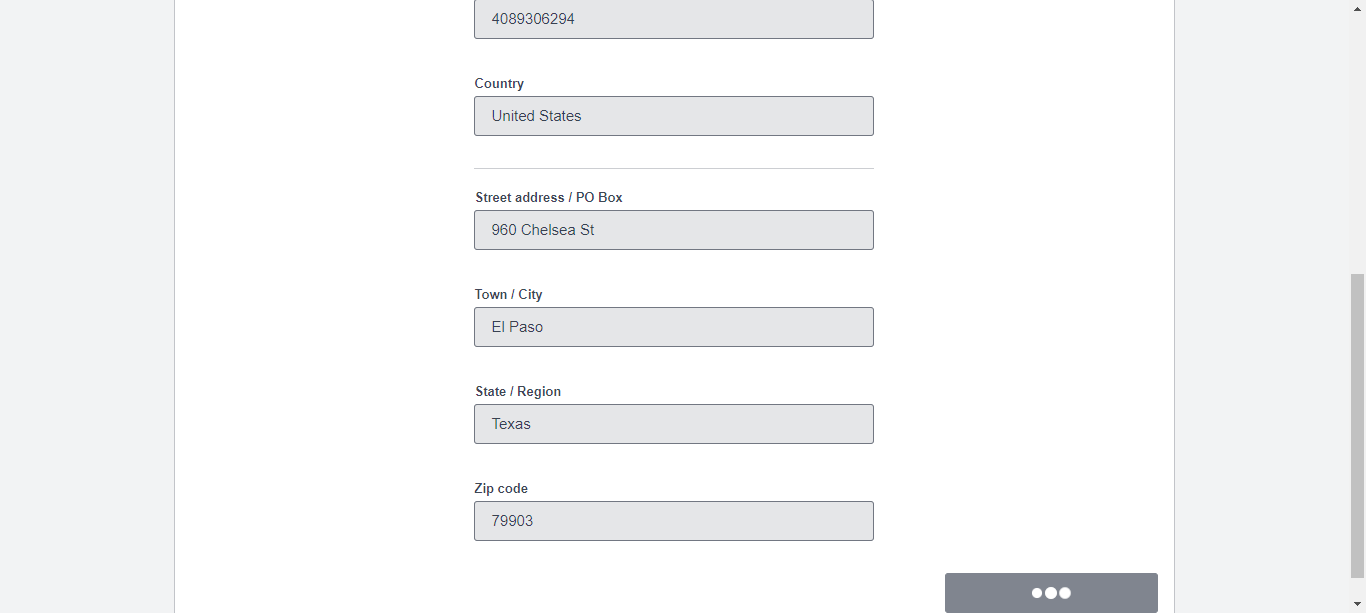 4089306294
Country
United States
Street address / PO Box
960 Chelsea St
Town / City
El Paso
State / Region
Texas
Zip code
79903